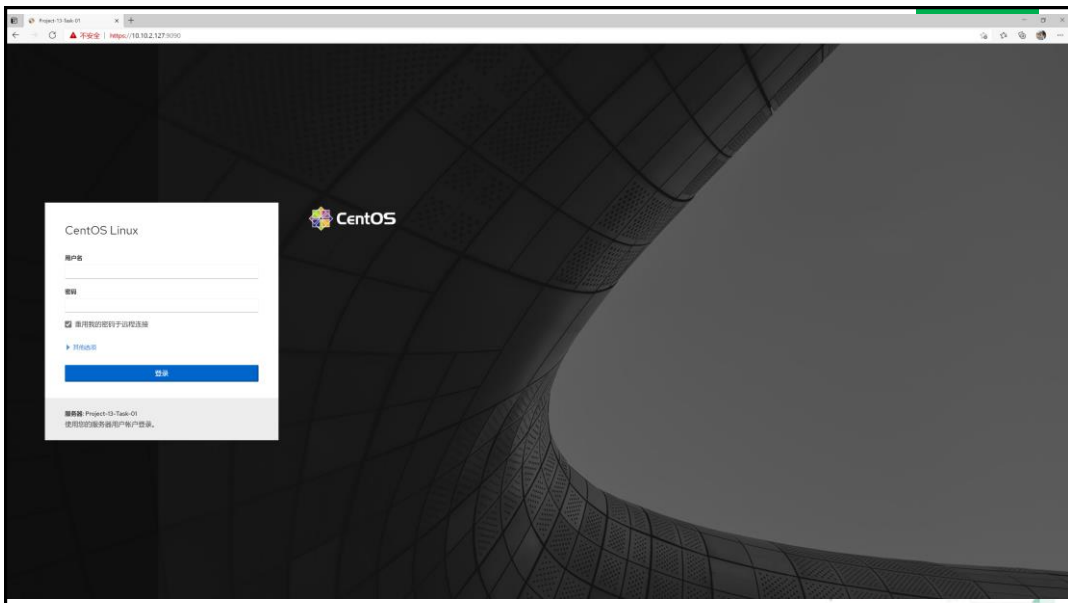 Project-13-Task-01
不安全 | https://10.10.2.127:9090
CentOS
CentOS Linux
用户名
密码
重用我的密码于远程连接
其他选项
登录
服务器: Project-13-Task-01
使用您的服务器用户帐户登录。